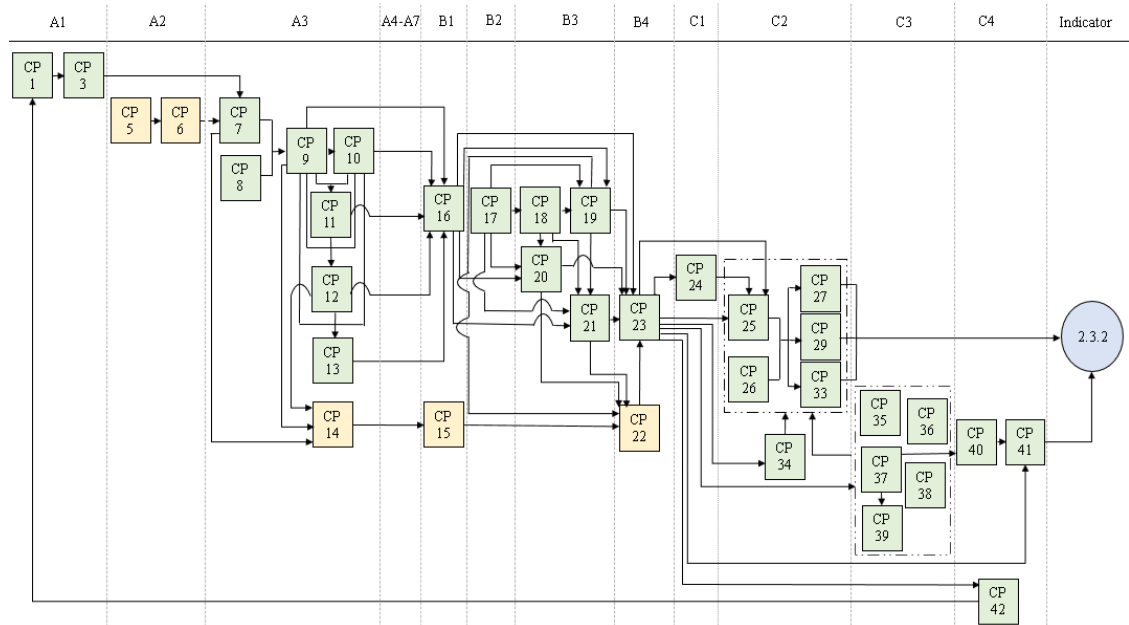 A1 A2 A3 A4-A7 B1 B2 B3 B4 C1 C2 C3 C4 Indicator
CP
1
CP
3
CP
5
CP
6
CP
7
CP
8
CP
9
CP
10
CP
11
CP
12
CP
13
CP
14
CP
15
CP
16
CP
17
CP
18
CP
19
CP
20
CP
21
CP
22
CP
23
CP
24
CP
25
CP
26
CP
27
CP
29
CP
33
CP
34
CP
35
CP
36
CP
37
CP
38
CP
39
CP
40
CP
41
CP
42
2.3.2